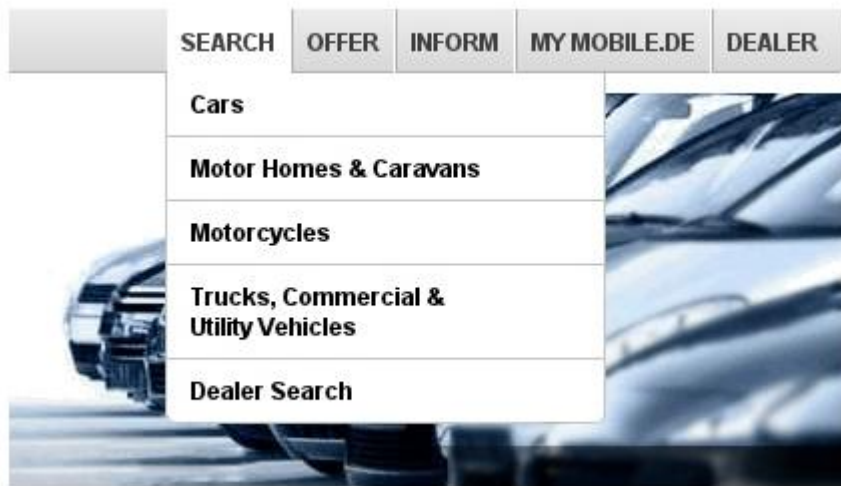 SEARCH OFFER INFORM MY MOBILE.DE DEALER
Cars
Motor Homes & Caravans
Motorcycles
Trucks, Commercial &
Utility Vehicles
Dealer Search